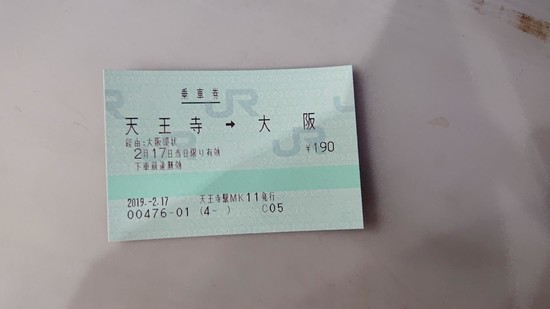 乗車券
天王寺 → 大阪
経由:大阪環状
¥190
2月17日当日限り有効
下車前途無効
2019.-2.17 天王寺駅MK11発行
00476-01 (4- ) C05